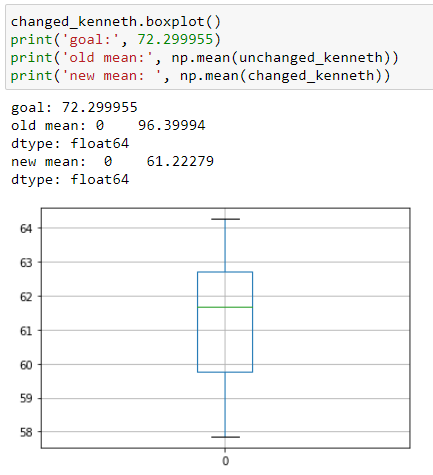 changed_kenneth.boxplot()
print('goal:', 72.299955)
print('old mean:', np.mean(unchanged_kenneth))
print('new mean: ', np.mean(changed_kenneth))
goal: 72.299955
old mean: 0    96.39994
dtype: float64
new mean:  0    61.22279
dtype: float64
64
63
62
61
60
59
58
0